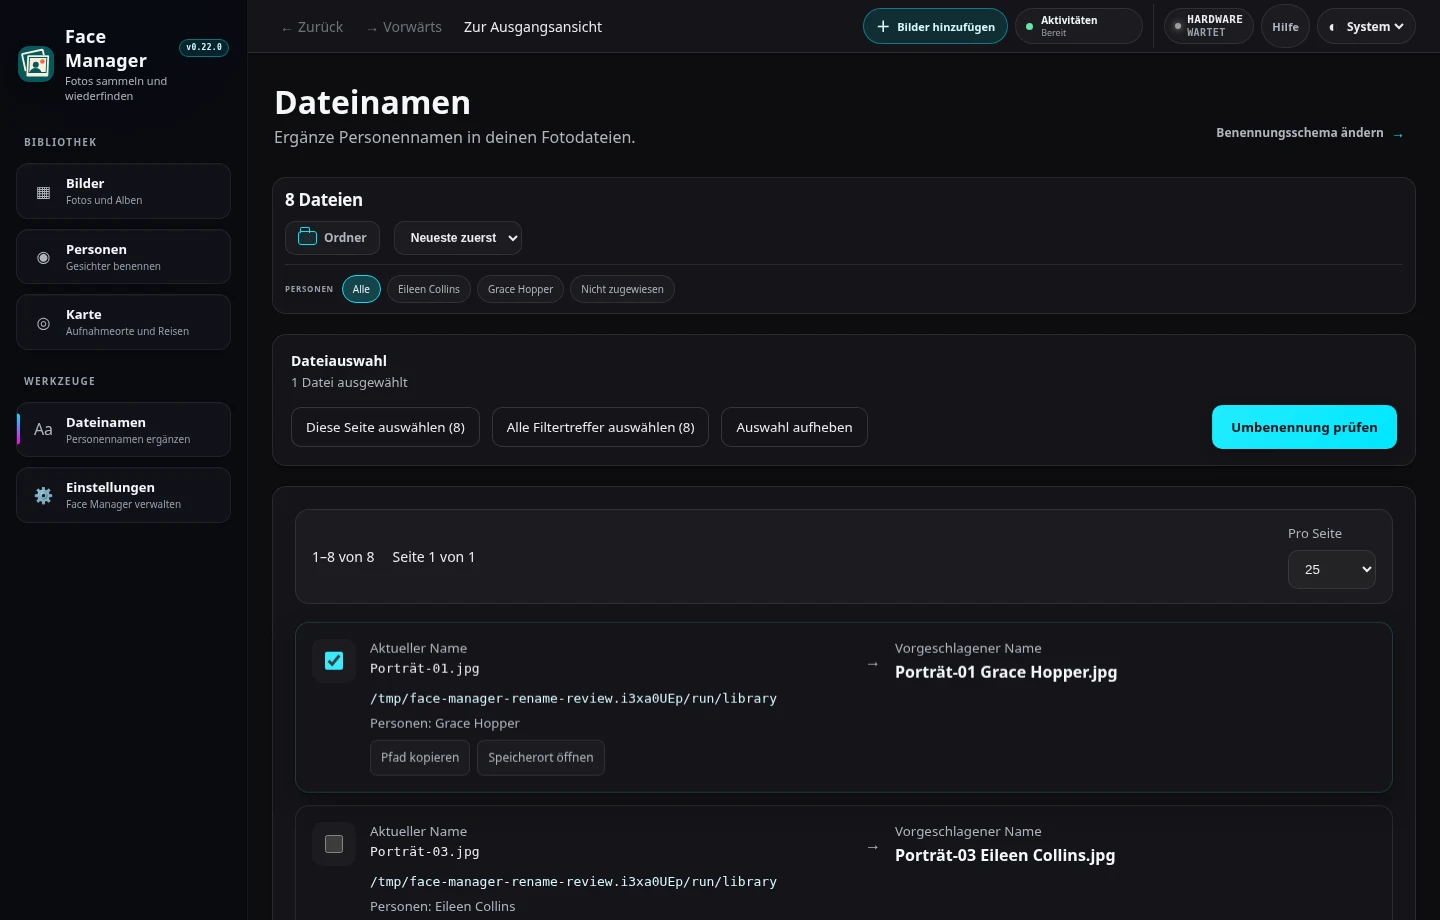 Face
Manager
v0.22.0
Fotos sammeln und
wiederfinden
BIBLIOTHEK
Bilder
Fotos und Alben
Personen
Gesichter benennen
Karte
Aufnahmeorte und Reisen
WERKZEUGE
Aa
Dateinamen
Personennamen ergänzen
Einstellungen
Face Manager verwalten
← Zurück
→ Vorwärts
Zur Ausgangsansicht
+ Bilder hinzufügen
Aktivitäten
Bereit
HARDWARE
WARTET
Hilfe
System
Dateinamen
Ergänze Personennamen in deinen Fotodateien.
Benennungsschema ändern →
8 Dateien
Ordner
Neueste zuerst
PERSONEN
Alle
Eileen Collins
Grace Hopper
Nicht zugewiesen
Dateiauswahl
1 Datei ausgewählt
Diese Seite auswählen (8)
Alle Filtertreffer auswählen (8)
Auswahl aufheben
Umbenennung prüfen
1–8 von 8
Seite 1 von 1
Pro Seite
25
Aktueller Name
Porträt-01.jpg
/tmp/face-manager-rename-review.i3xa0UEp/run/library
Personen: Grace Hopper
Pfad kopieren
Speicherort öffnen
→
Vorgeschlagener Name
Porträt-01 Grace Hopper.jpg
Aktueller Name
Porträt-03.jpg
/tmp/face-manager-rename-review.i3xa0UEp/run/library
Personen: Eileen Collins
→
Vorgeschlagener Name
Porträt-03 Eileen Collins.jpg